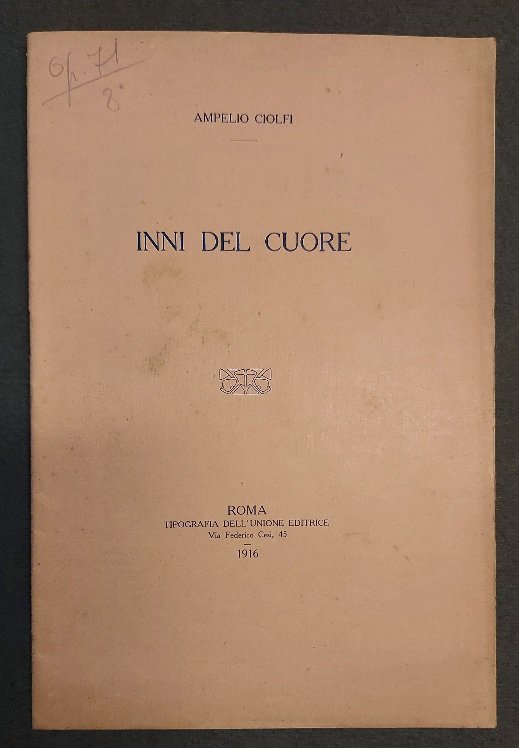 Op. 71
8°
AMPELIO CIOLFI
INNI DEL CUORE
ROMA
TIPOGRAFIA DELL'UNIONE EDITRICE
Via Federico Cesi, 45
1916